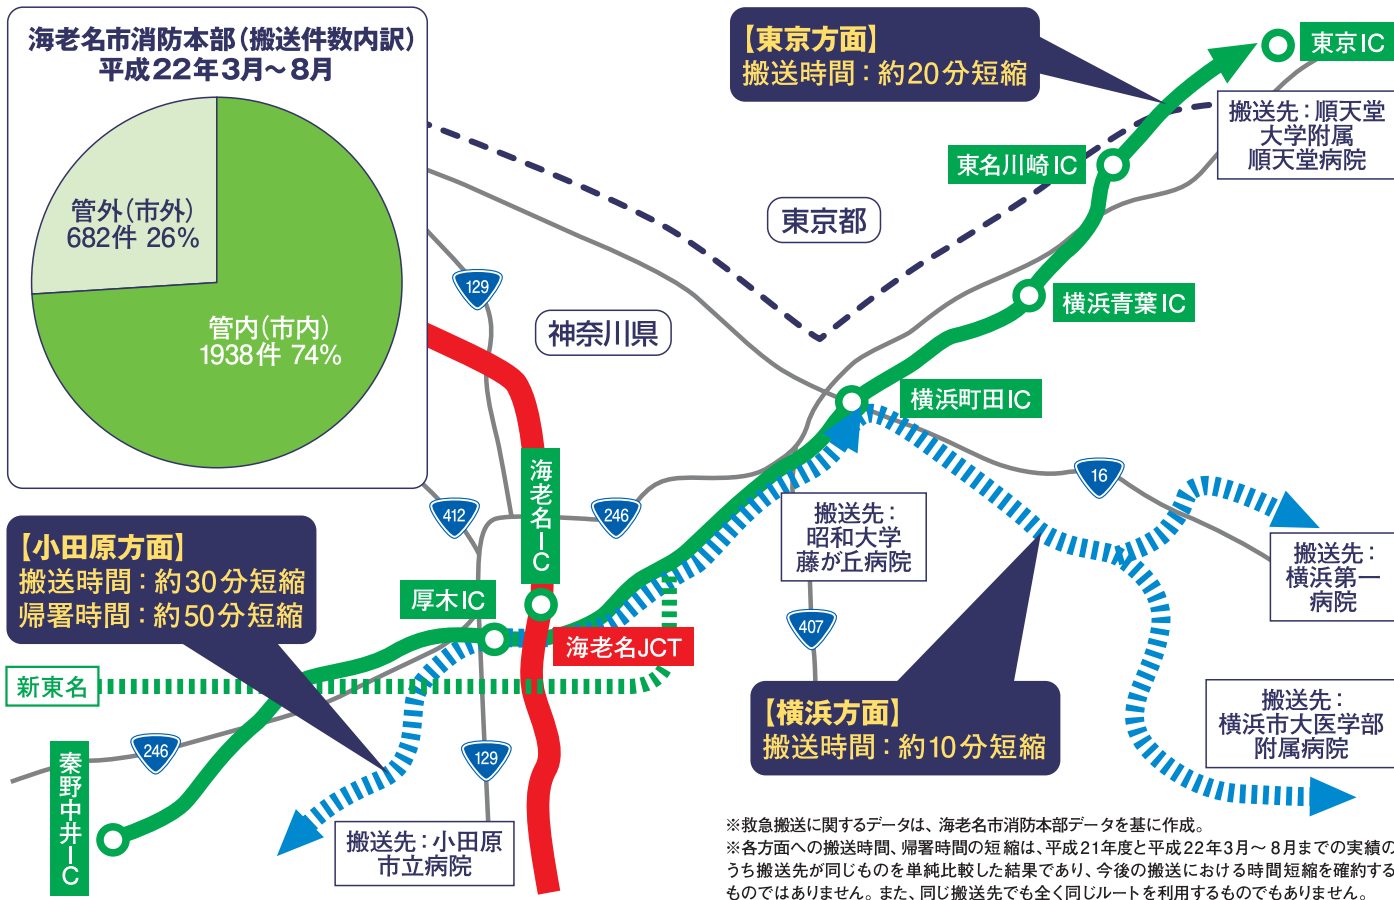 海老名市消防本部（搬送件数内訳）
平成22年3月～8月
管外（市外）
682件 26%
管内（市内）
1938件 74%
【東京方面】
搬送時間：約20分短縮
東京IC
搬送先：順天堂
大学附属
順天堂病院
東名川崎IC
東京都
横浜青葉IC
神奈川県
129
横浜町田IC
16
412
246
海老名IC
搬送先：
昭和大学
藤が丘病院
搬送先：
横浜第一
病院
【小田原方面】
搬送時間：約30分短縮
帰署時間：約50分短縮
厚木IC
海老名JCT
407
新東名
【横浜方面】
搬送時間：約10分短縮
搬送先：
横浜市大医学部
附属病院
246
129
秦野中井IC
搬送先：小田原
市立病院
※救急搬送に関するデータは、海老名市消防本部データを基に作成。
※各方面への搬送時間、帰署時間の短縮は、平成21年度と平成22年3月～8月までの実績の
うち搬送先が同じものを単純比較した結果であり、今後の搬送における時間短縮を確約する
ものではありません。また、同じ搬送先でも全く同じルートを利用するものでもありません。